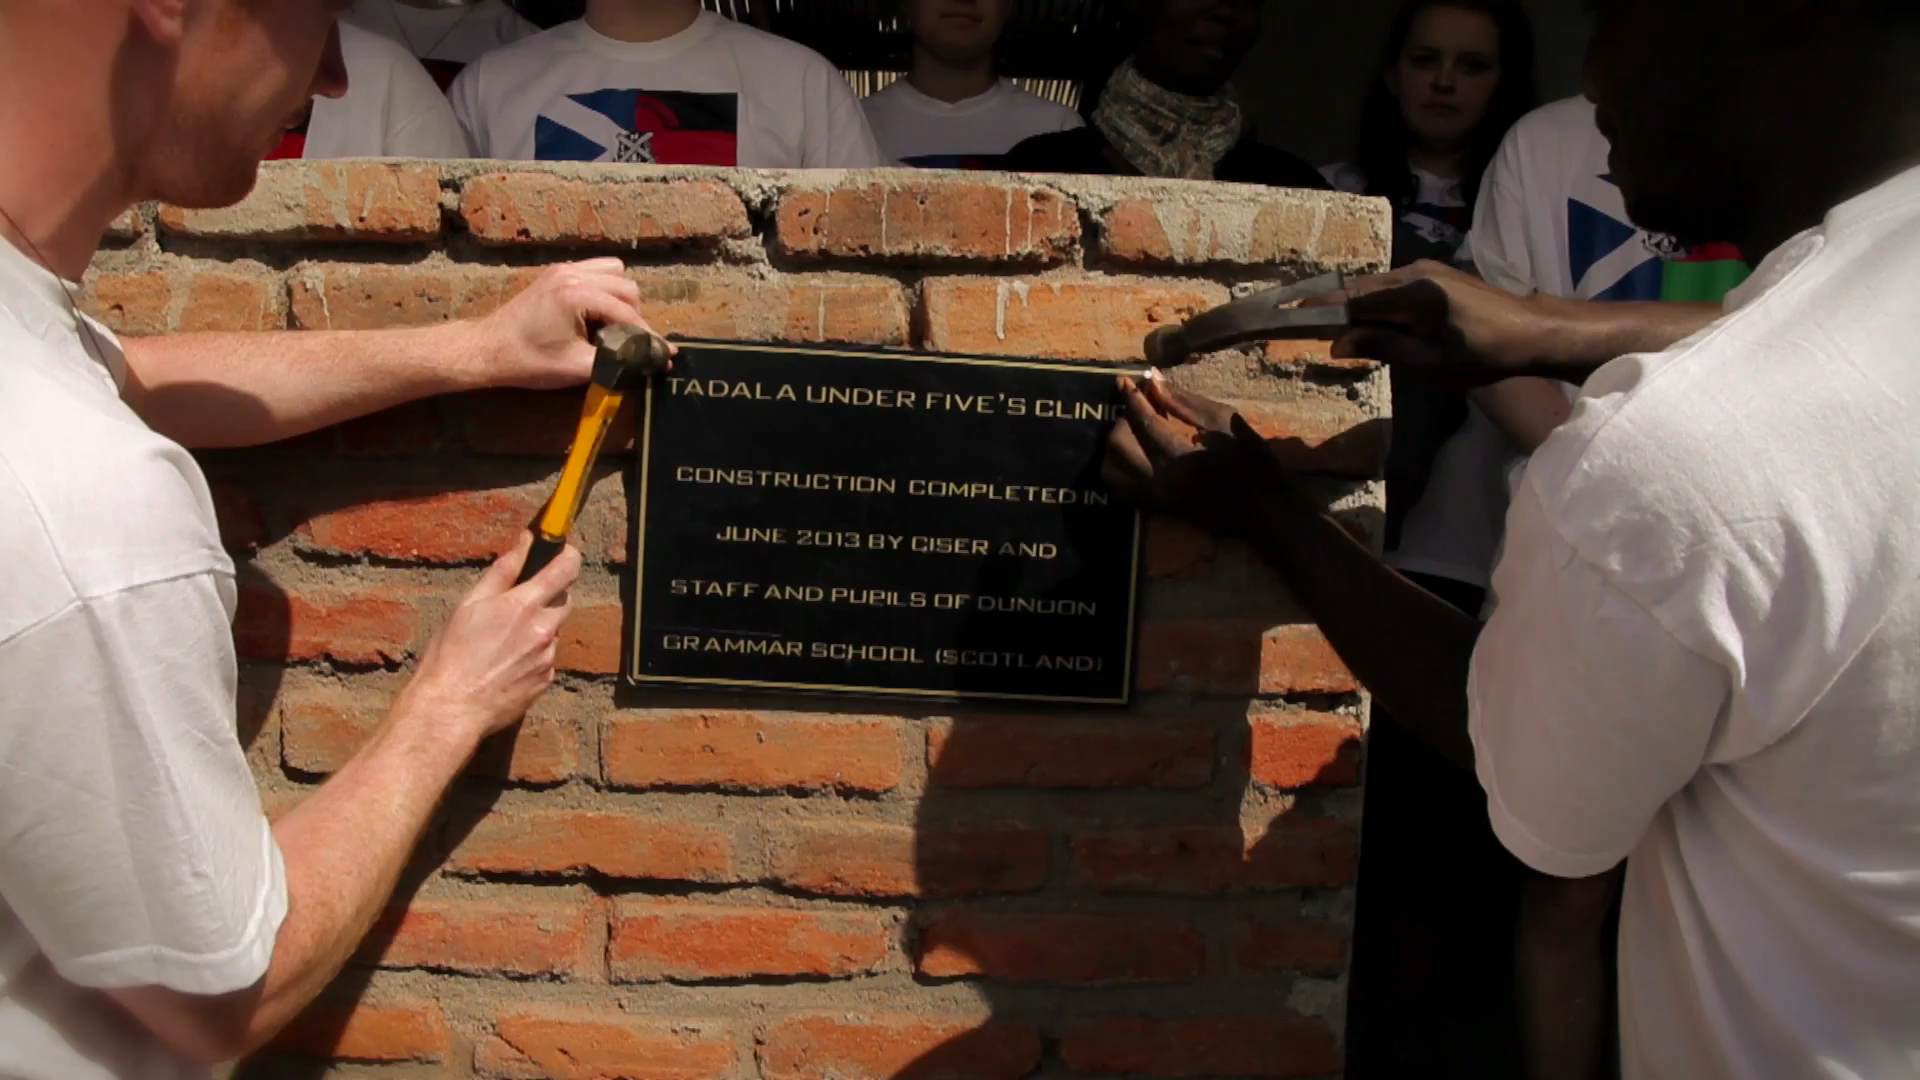 TADALA UNDER FIVE'S CLINIC
CONSTRUCTION COMPLETED IN
JUNE 2013 BY CISER AND
STAFF AND PUPILS OF DUNOON
GRAMMAR SCHOOL (SCOTLAND)